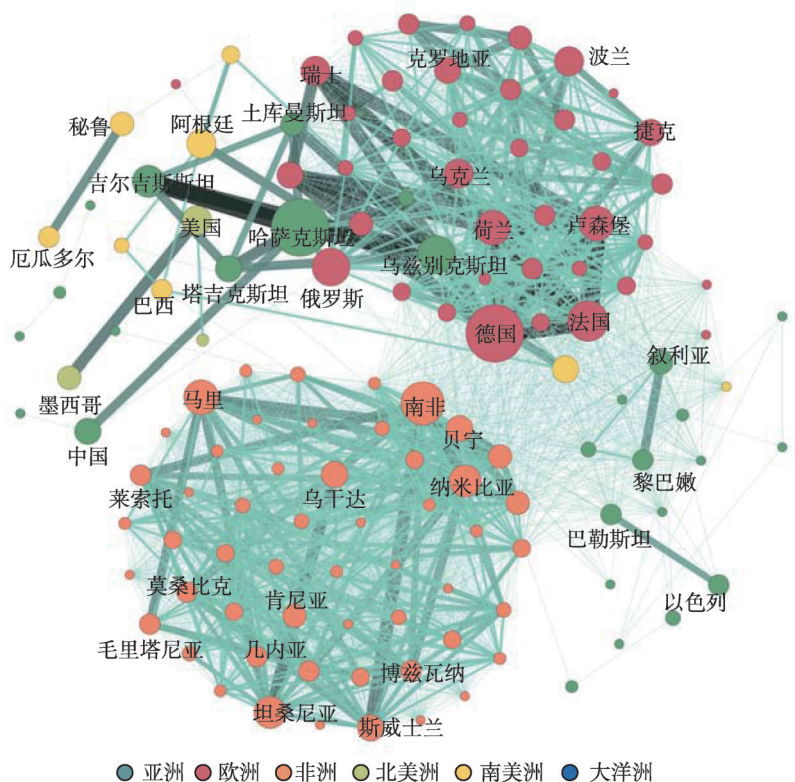 克罗地亚
波兰
瑞士
土库曼斯坦
秘鲁
阿根廷
捷克
吉尔吉斯斯坦
乌克兰
美国
哈萨克斯坦
荷兰
卢森堡
厄瓜多尔
乌兹别克斯坦
塔吉克斯坦
巴西
俄罗斯
德国
法国
叙利亚
墨西哥
马里
南非
中国
贝宁
黎巴嫩
莱索托
乌干达
纳米比亚
巴勒斯坦
莫桑比克
肯尼亚
以色列
毛里塔尼亚
几内亚
博兹瓦纳
坦桑尼亚
斯威士兰
亚洲 欧洲 非洲 北美洲 南美洲 大洋洲